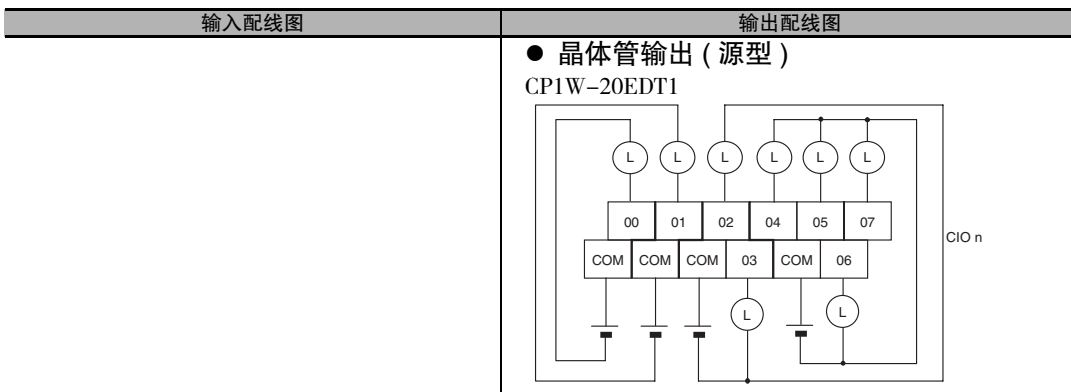 输入配线图 输出配线图
● 晶体管输出 ( 源型 )
CP1W-20EDT1
L L L L L L
00 01 02 04 05 07
CIO n
COM COM COM 03 COM 06
L L